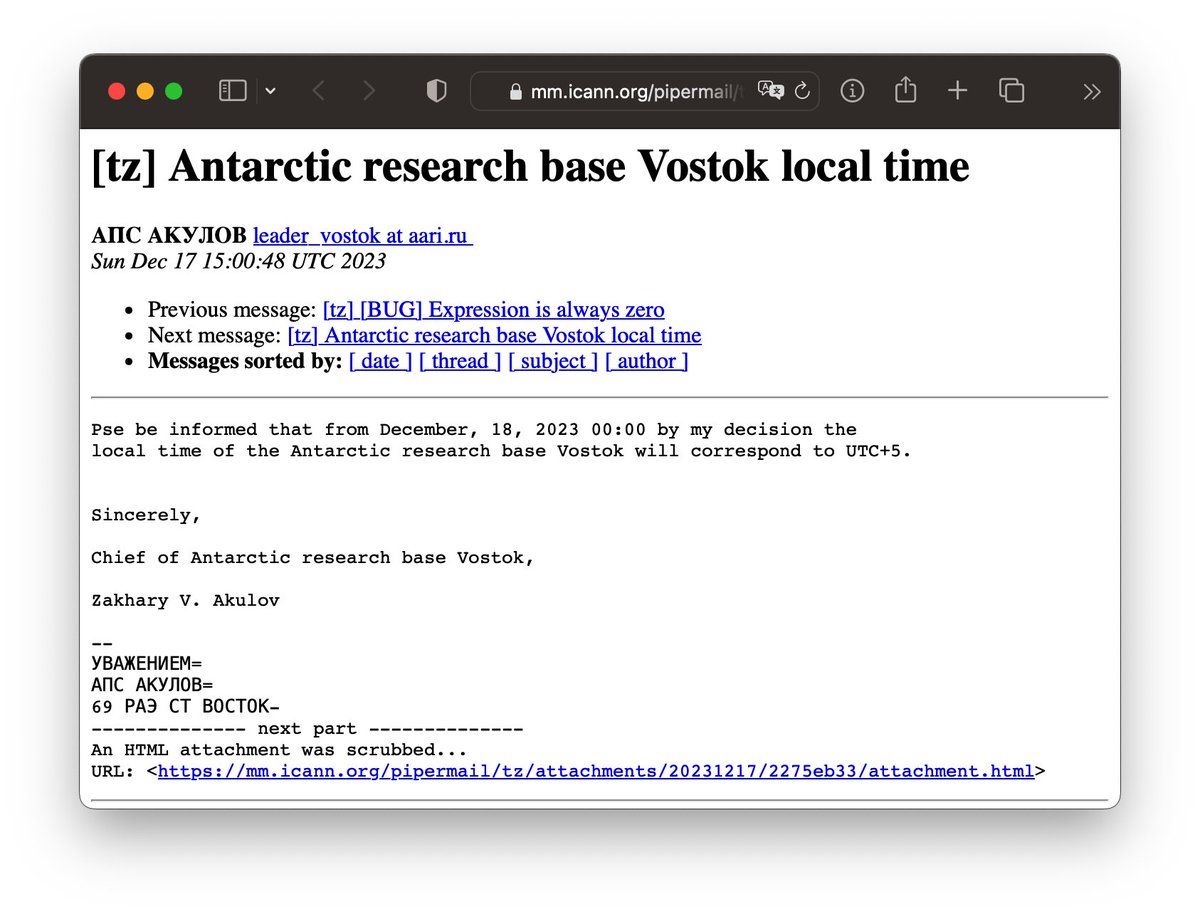 mm.icann.org/pipermail/
[tz] Antarctic research base Vostok local time
АПС АКУЛОВ leader_vostok at aari.ru
Sun Dec 17 15:00:48 UTC 2023
• Previous message: [tz] [BUG] Expression is always zero
• Next message: [tz] Antarctic research base Vostok local time
• Messages sorted by: [ date ] [ thread ] [ subject ] [ author ]
Pse be informed that from December, 18, 2023 00:00 by my decision the
local time of the Antarctic research base Vostok will correspond to UTC+5.
Sincerely,
Chief of Antarctic research base Vostok,
Zakhary V. Akulov
--
УВАЖЕНИЕМ=
АПС АКУЛОВ=
69 РАЭ СТ ВОСТОК-
-------------- next part --------------
An HTML attachment was scrubbed...
URL: <https://mm.icann.org/pipermail/tz/attachments/20231217/2275eb33/attachment.html>